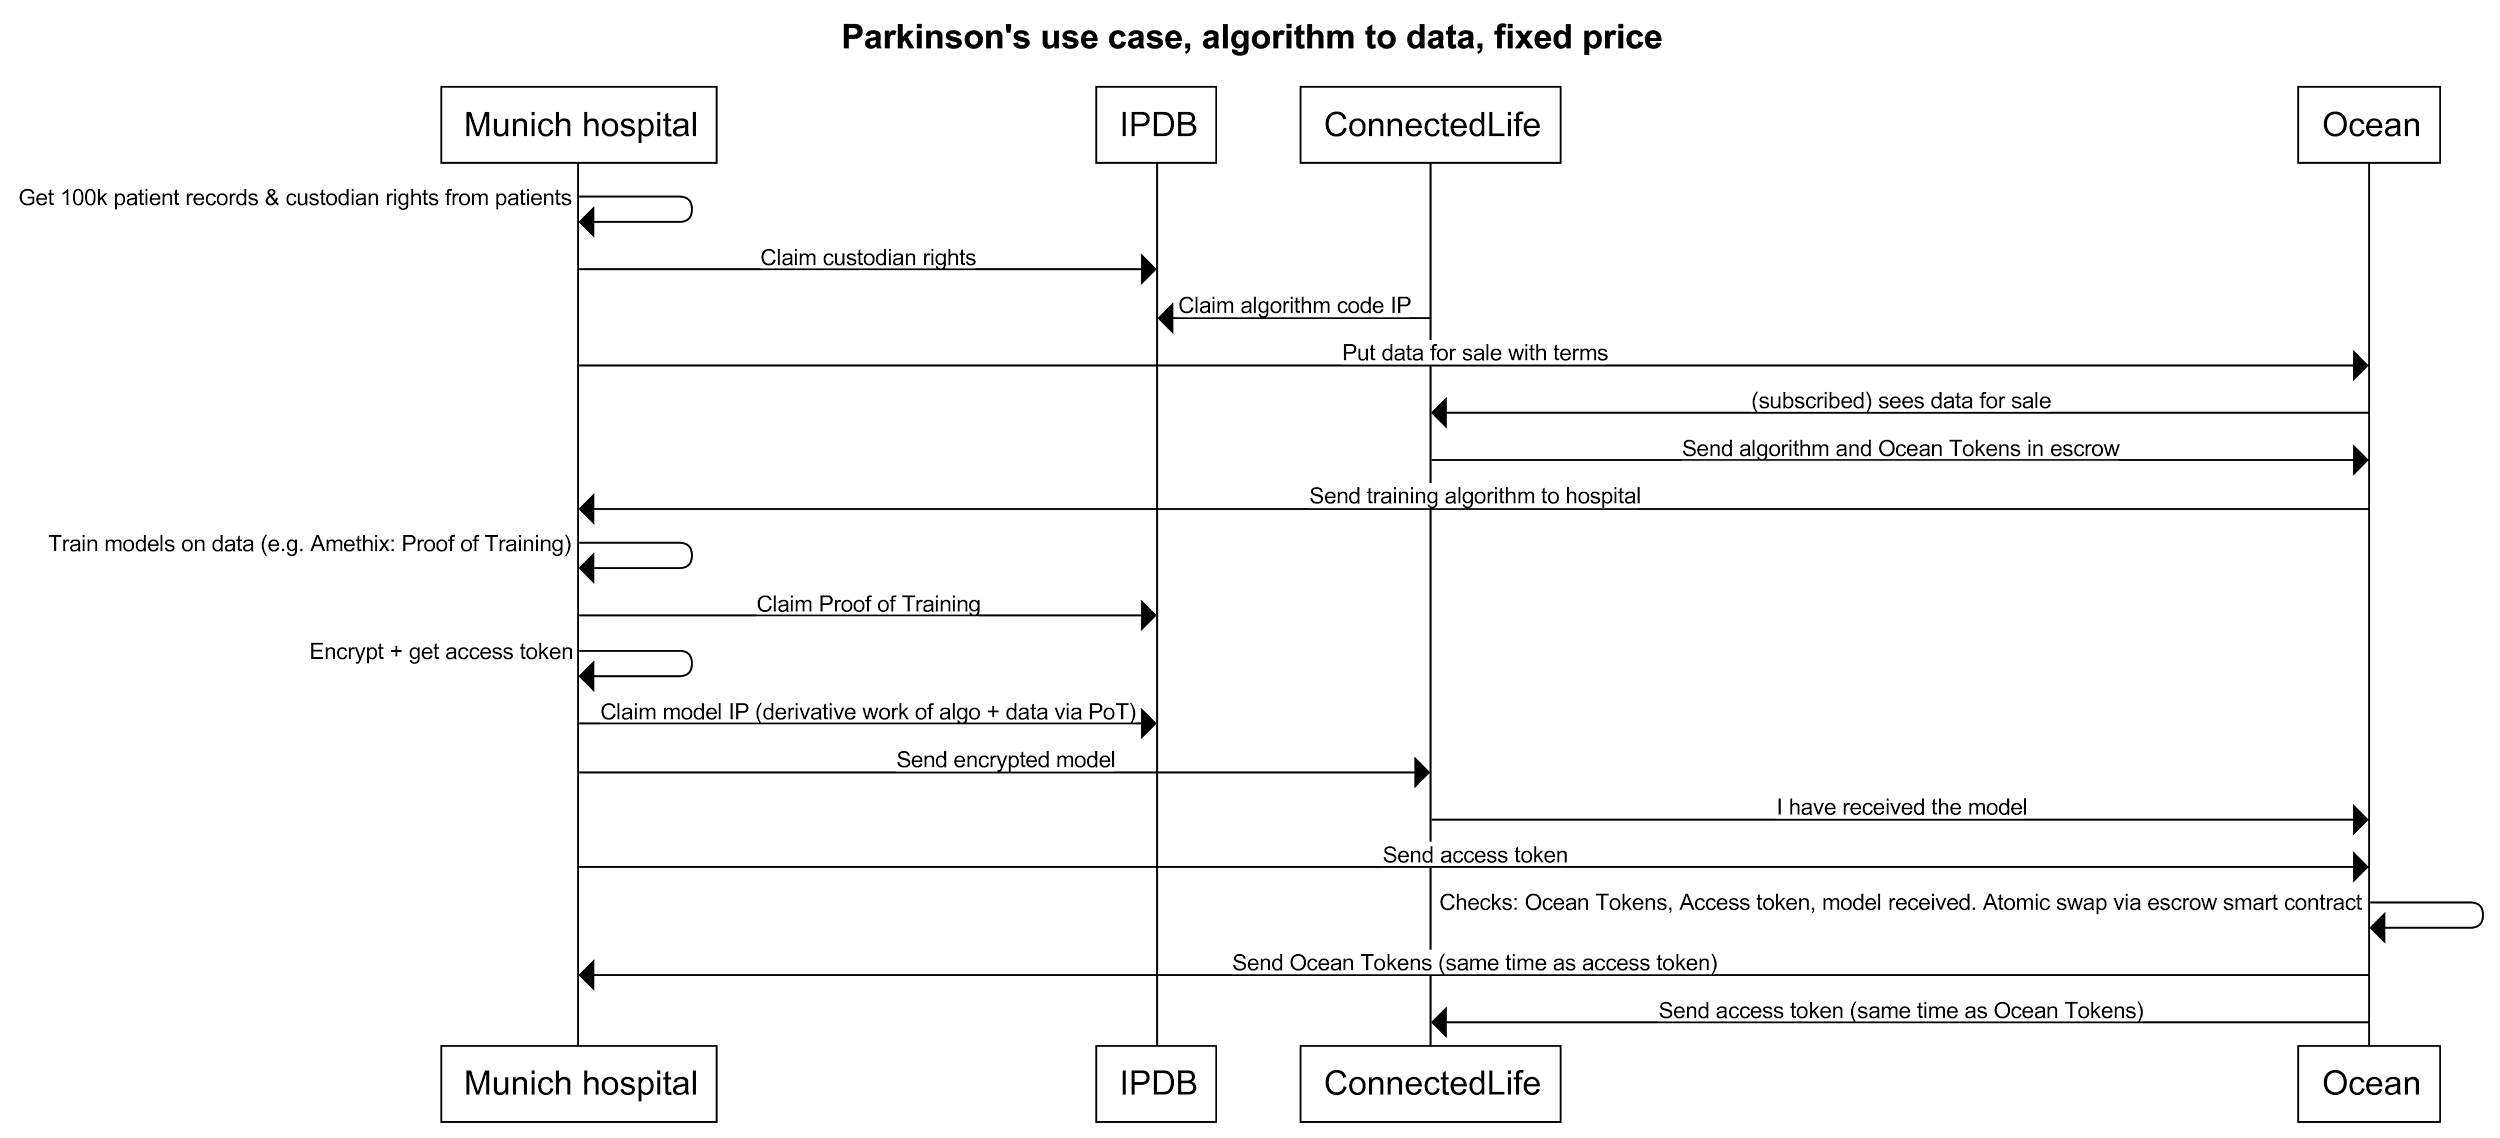 Parkinson's use case, algorithm to data, fixed price
Munich hospital
IPDB
ConnectedLife
Ocean
Get 100k patient records & custodian rights from patients
Claim custodian rights
Claim algorithm code IP
Put data for sale with terms
(subscribed) sees data for sale
Send algorithm and Ocean Tokens in escrow
Send training algorithm to hospital
Train models on data (e.g. Amethix: Proof of Training)
Claim Proof of Training
Encrypt + get access token
Claim model IP (derivative work of algo + data via PoT)
Send encrypted model
I have received the model
Send access token
Checks: Ocean Tokens, Access token, model received. Atomic swap via escrow smart contract
Send Ocean Tokens (same time as access token)
Send access token (same time as Ocean Tokens)
Munich hospital
IPDB
ConnectedLife
Ocean